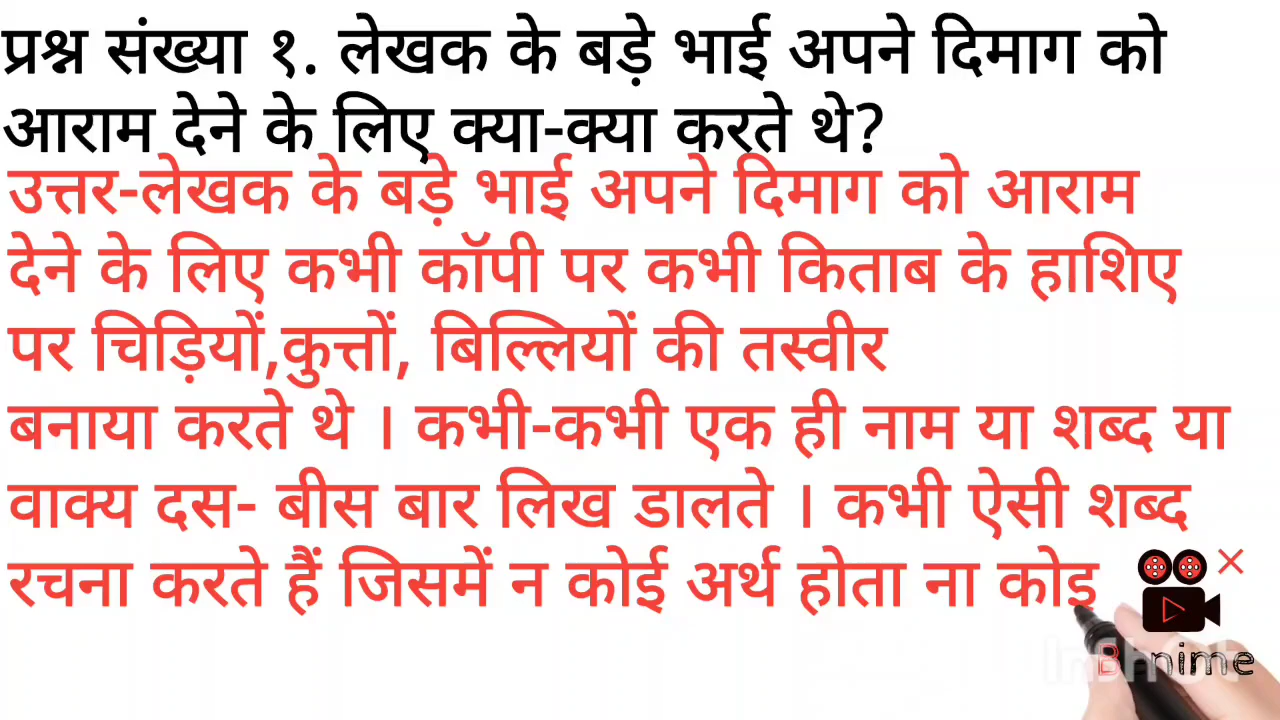 प्रश्न संख्या १. लेखक के बड़े भाई अपने दिमाग को
आराम देने के लिए क्या-क्या करते थे?
उत्तर-लेखक के बड़े भाई अपने दिमाग को आराम
देने के लिए कभी कॉपी पर कभी किताब के हाशिए
पर चिड़ियों,कुत्तों, बिल्लियों की तस्वीर
बनाया करते थे । कभी-कभी एक ही नाम या शब्द या
वाक्य दस- बीस बार लिख डालते । कभी ऐसी शब्द
रचना करते हैं जिसमें न कोई अर्थ होता ना कोइ